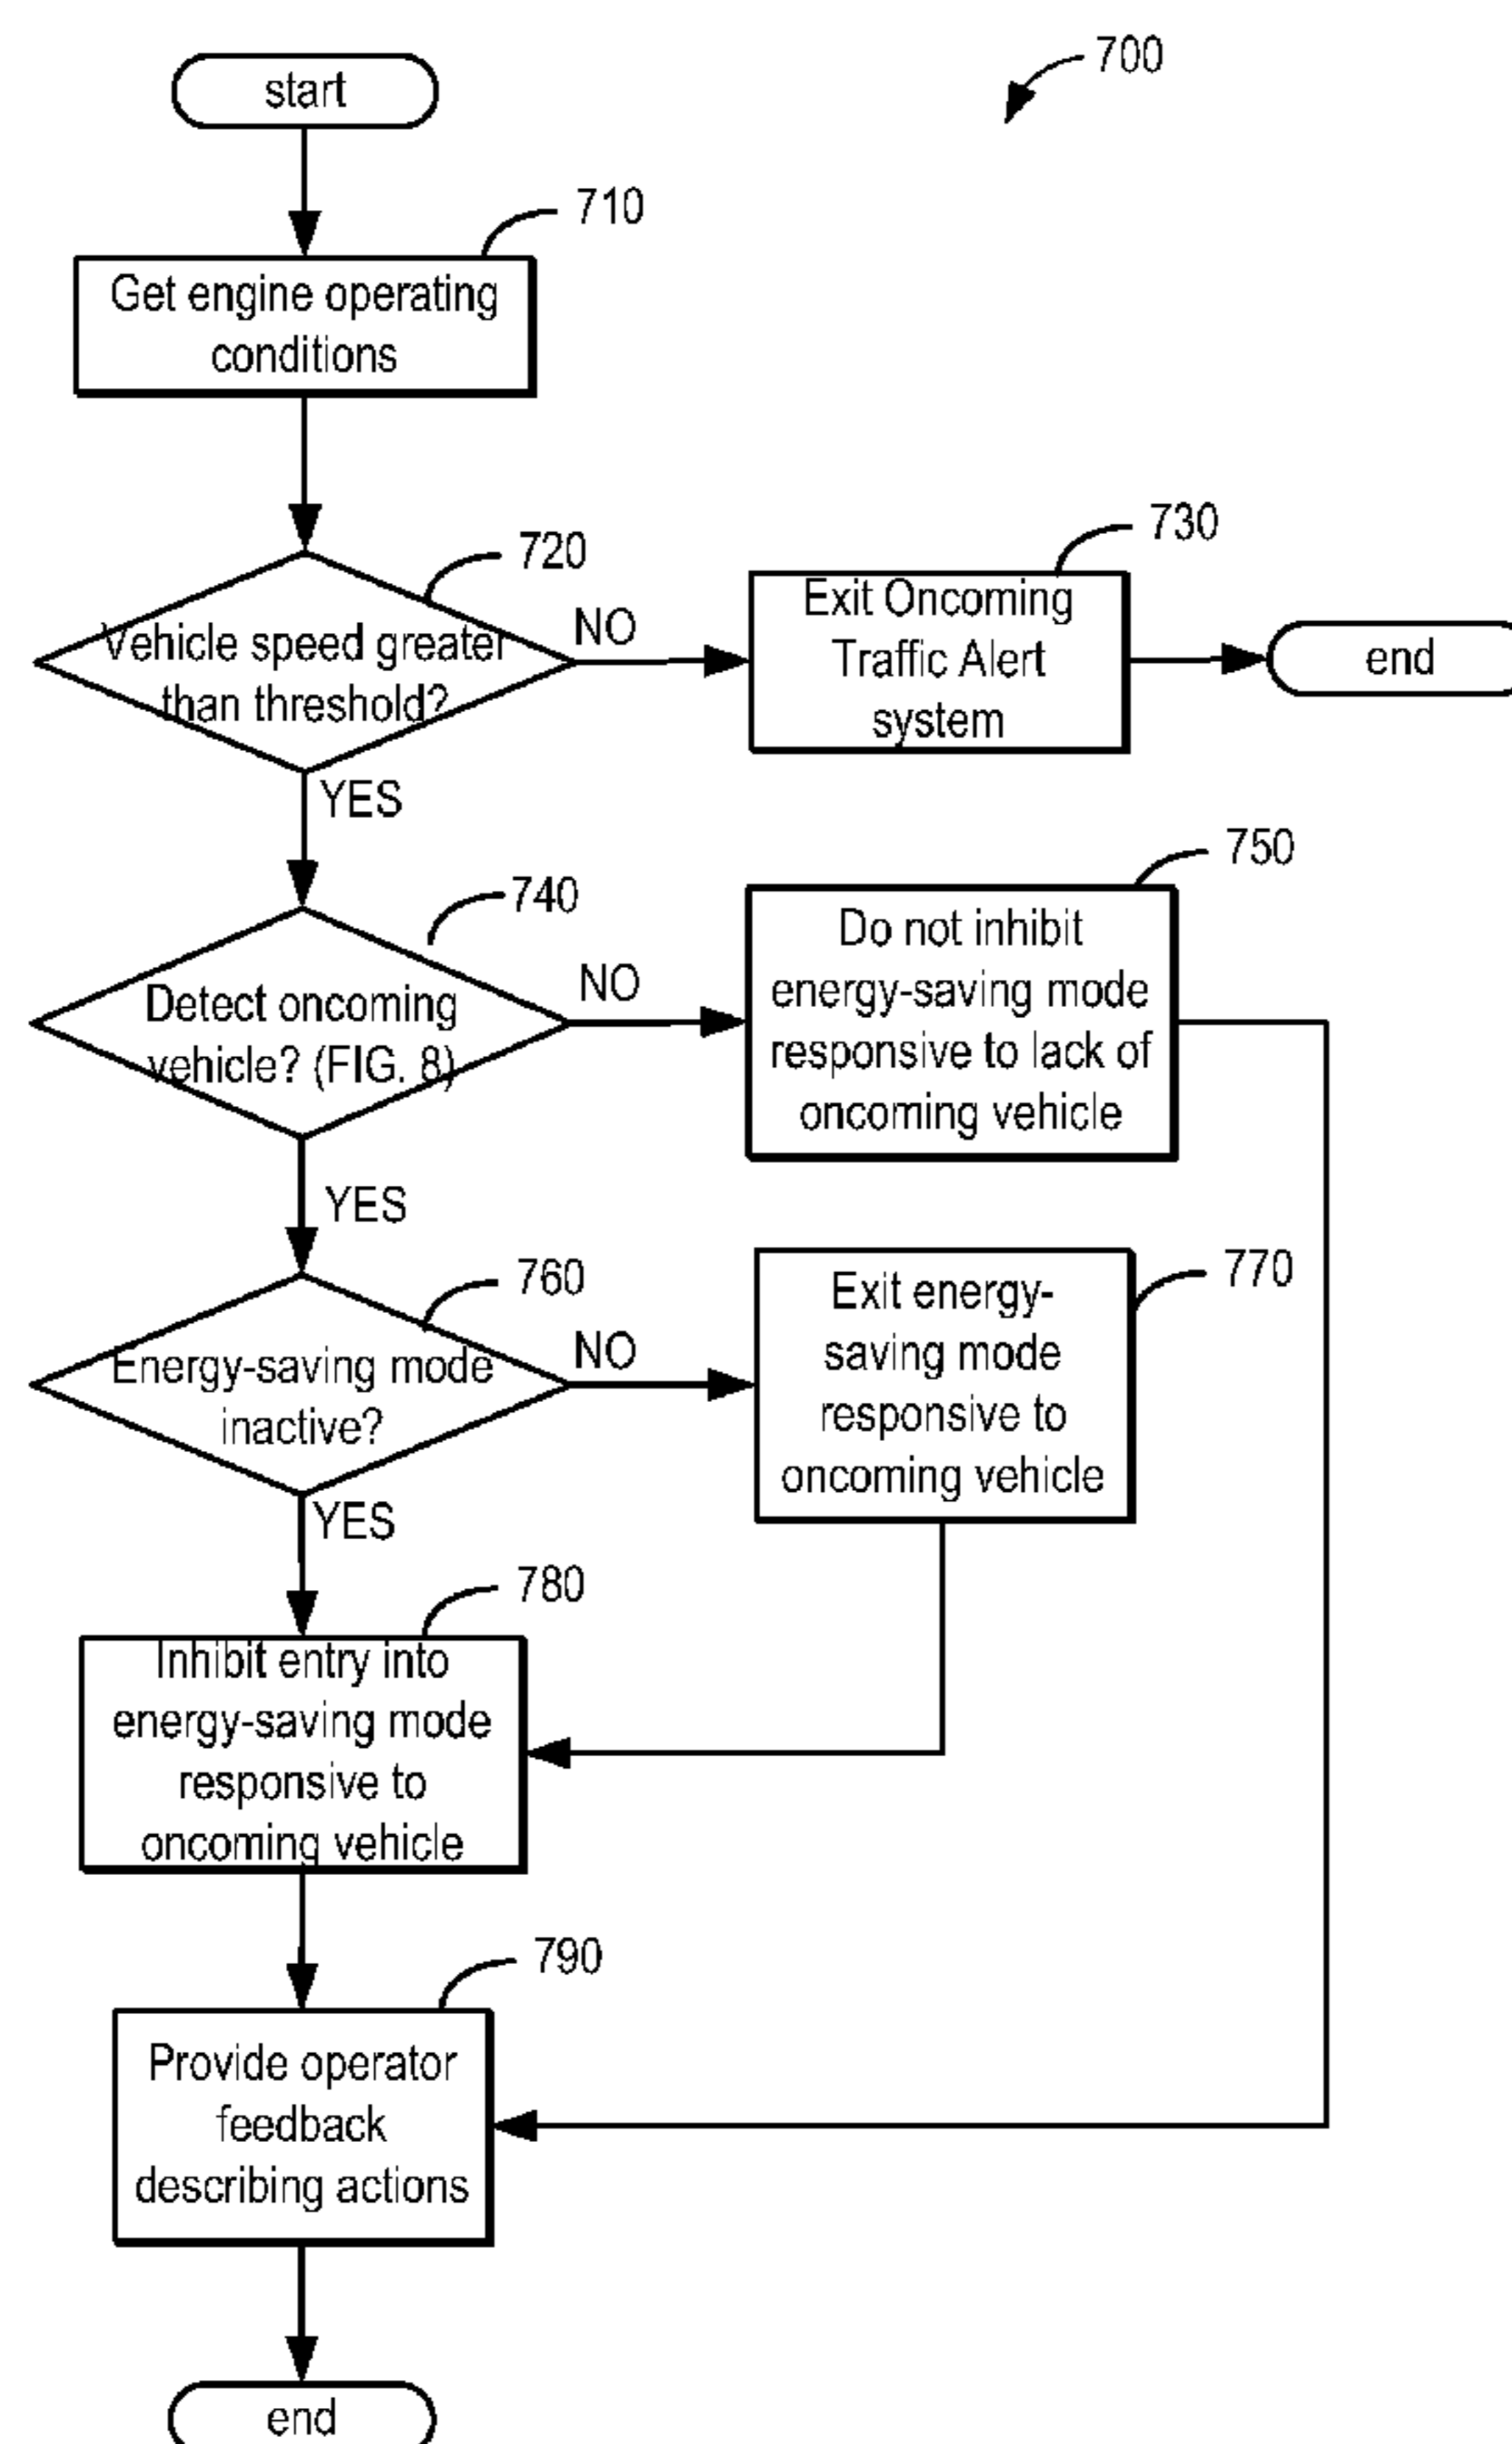 700
start
710
Get engine operating
conditions
720
Vehicle speed greater
than threshold?
NO
730
Exit Oncoming
Traffic Alert
system
end
YES
740
Detect oncoming
vehicle? (FIG. 8)
NO
750
Do not inhibit
energy-saving mode
responsive to lack of
oncoming vehicle
YES
760
Energy-saving mode
inactive?
NO
770
Exit energy-
saving mode
responsive to
oncoming vehicle
YES
780
Inhibit entry into
energy-saving mode
responsive to
oncoming vehicle
790
Provide operator
feedback
describing actions
end